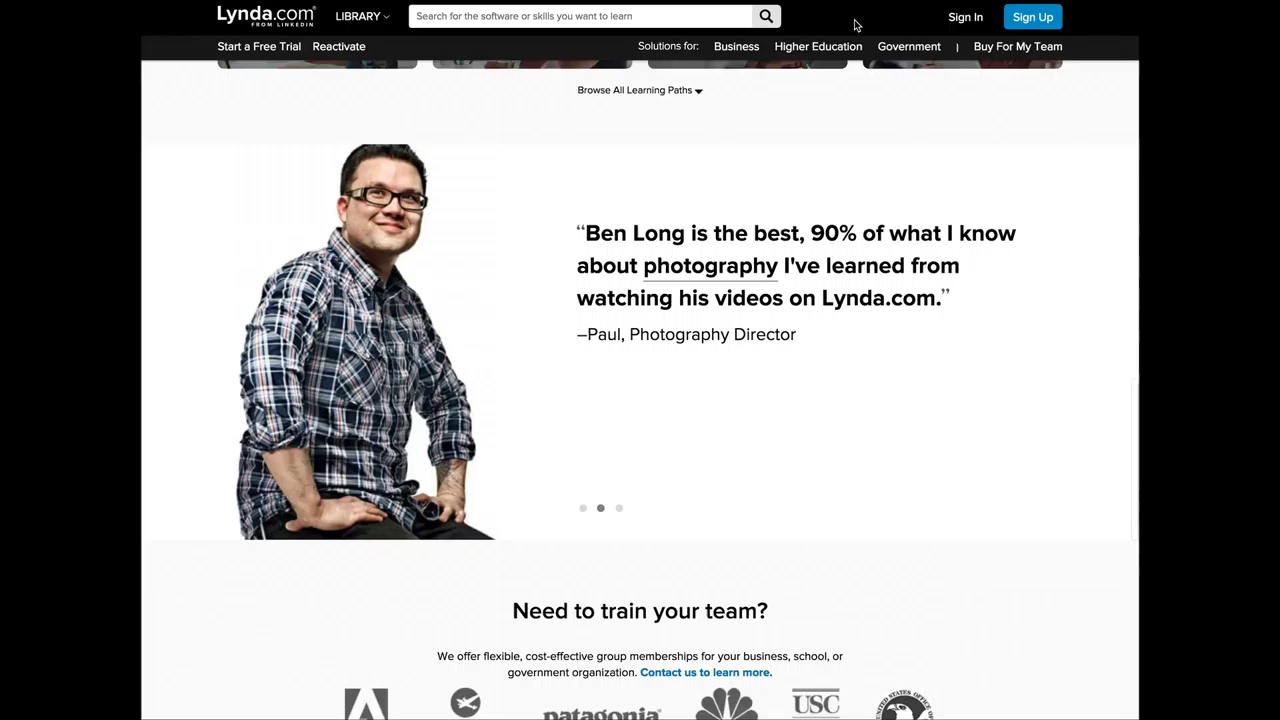 Lynda.com® LIBRARY Search for the software or skills you want to learn Sign In Sign Up
FROM LINKEDIN
Start a Free Trial Reactivate Solutions for: Business Higher Education Government | Buy For My Team
Browse All Learning Paths
“Ben Long is the best, 90% of what I know
about photography I've learned from
watching his videos on Lynda.com.”
–Paul, Photography Director
Need to train your team?
We offer flexible, cost-effective group memberships for your business, school, or
government organization. Contact us to learn more.
patagonia USC UNITED STATES OFFICE OF